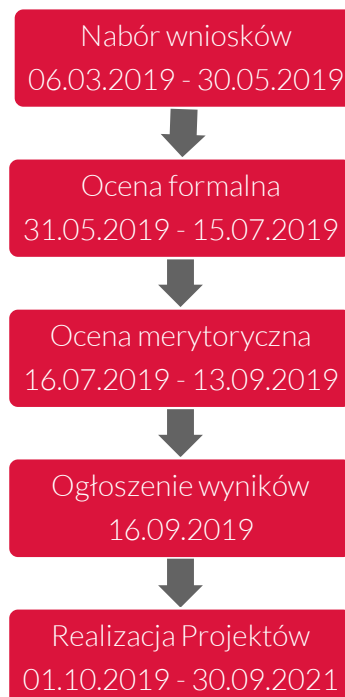 Nabór wniosków
06.03.2019 - 30.05.2019
Ocena formalna
31.05.2019 - 15.07.2019
Ocena merytoryczna
16.07.2019 - 13.09.2019
Ogłoszenie wyników
16.09.2019
Realizacja Projektów
01.10.2019 - 30.09.2021